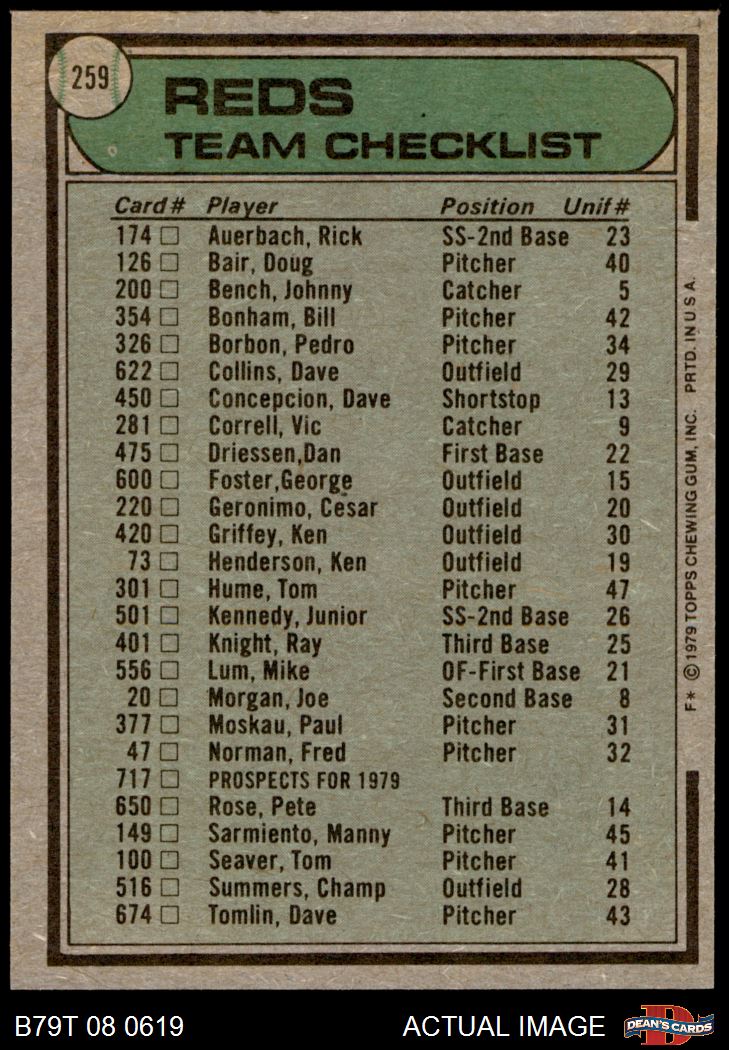 259
REDS
TEAM CHECKLIST
Card# Player Position Unif#
174 Auerbach, Rick SS-2nd Base 23
126 Bair, Doug Pitcher 40
200 Bench, Johnny Catcher 5
354 Bonham, Bill Pitcher 42
326 Borbon, Pedro Pitcher 34
622 Collins, Dave Outfield 29
450 Concepcion, Dave Shortstop 13
281 Correll, Vic Catcher 9
475 Driessen,Dan First Base 22
600 Foster,George Outfield 15
220 Geronimo, Cesar Outfield 20
420 Griffey, Ken Outfield 30
73 Henderson, Ken Outfield 19
301 Hume, Tom Pitcher 47
501 Kennedy, Junior SS-2nd Base 26
401 Knight, Ray Third Base 25
556 Lum, Mike OF-First Base 21
20 Morgan, Joe Second Base 8
377 Moskau, Paul Pitcher 31
47 Norman, Fred Pitcher 32
717 PROSPECTS FOR 1979
650 Rose, Pete Third Base 14
149 Sarmiento, Manny Pitcher 45
100 Seaver, Tom Pitcher 41
516 Summers, Champ Outfield 28
674 Tomlin, Dave Pitcher 43
F* © 1979 TOPPS CHEWING GUM, INC. PRTD. IN U S A.
B79T 08 0619 ACTUAL IMAGE
DEAN'S CARDS